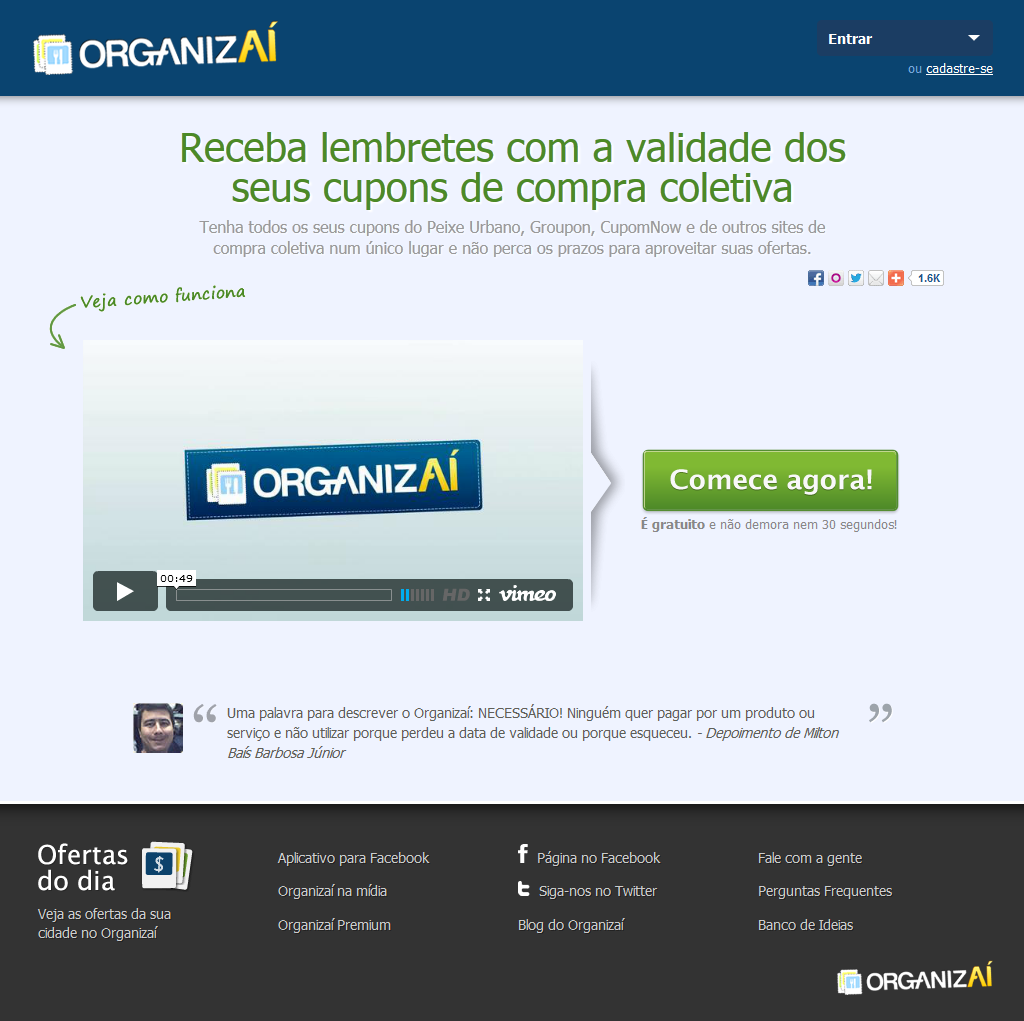 ORGANIZAÍ
Entrar
ou cadastre-se
Receba lembretes com a validade dos
seus cupons de compra coletiva
Tenha todos os seus cupons do Peixe Urbano, Groupon, CupomNow e de outros sites de
compra coletiva num único lugar e não perca os prazos para aproveitar suas ofertas.
1.6K
Veja como funciona
ORGANIZAÍ
Comece agora!
É gratuito e não demora nem 30 segundos!
00:49
HD vimeo
“ Uma palavra para descrever o Organizaí: NECESSÁRIO! Ninguém quer pagar por um produto ou ”
serviço e não utilizar porque perdeu a data de validade ou porque esqueceu. - Depoimento de Milton
Baís Barbosa Júnior
Ofertas
do dia
$
Veja as ofertas da sua
cidade no Organizaí
Aplicativo para Facebook
Organizaí na mídia
Organizaí Premium
Página no Facebook
Siga-nos no Twitter
Blog do Organizaí
Fale com a gente
Perguntas Frequentes
Banco de Ideias
ORGANIZAÍ